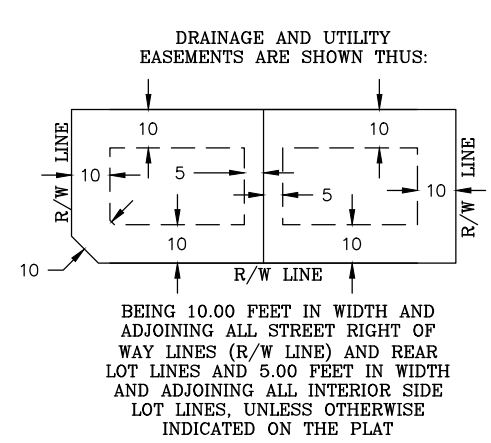 DRAINAGE AND UTILITY
EASEMENTS ARE SHOWN THUS:
10
10
R/W LINE
10
5
10
R/W LINE
5
10
10
10
R/W LINE
BEING 10.00 FEET IN WIDTH AND
ADJOINING ALL STREET RIGHT OF
WAY LINES (R/W LINE) AND REAR
LOT LINES AND 5.00 FEET IN WIDTH
AND ADJOINING ALL INTERIOR SIDE
LOT LINES, UNLESS OTHERWISE
INDICATED ON THE PLAT